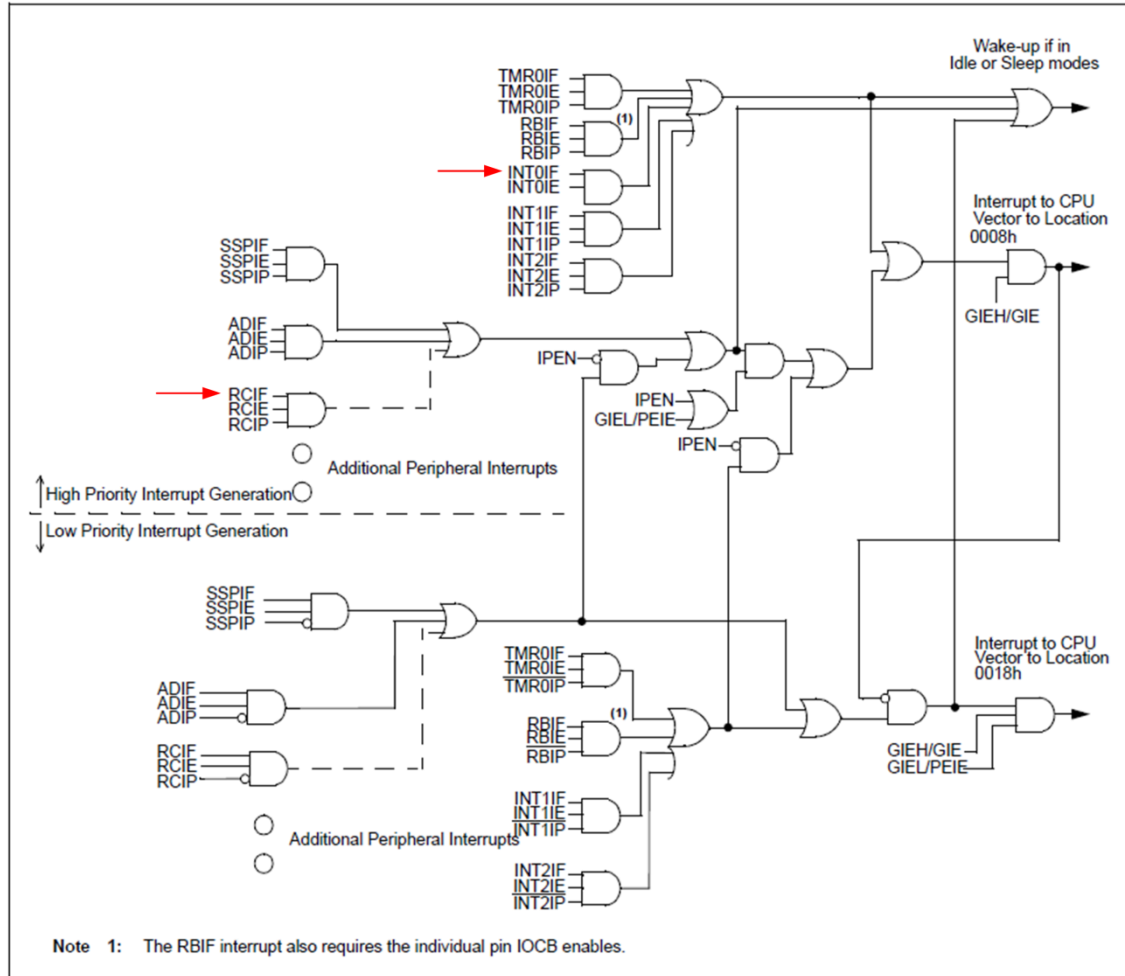 Wake-up if in
Idle or Sleep modes
TMR0IF
TMR0IE
TMR0IP
(1)
RBIF
RBIE
RBIP
INT0IF
INT0IE
INT1IF
INT1IE
INT1IP
INT2IF
INT2IE
INT2IP
Interrupt to CPU
Vector to Location
0008h
GIEH/GIE
SSPIF
SSPIE
SSPIP
ADIF
ADIE
ADIP
RCIF
RCIE
RCIP
IPEN
IPEN
GIEL/PEIE
IPEN
Additional Peripheral Interrupts
High Priority Interrupt Generation
Low Priority Interrupt Generation
SSPIF
SSPIE
SSPIP
ADIF
ADIE
ADIP
RCIF
RCIE
RCIP
Additional Peripheral Interrupts
TMR0IF
TMR0IE
TMR0IP
(1)
RBIF
RBIE
RBIP
INT1IF
INT1IE
INT1IP
INT2IF
INT2IE
INT2IP
Interrupt to CPU
Vector to Location
0018h
GIEH/GIE
GIEL/PEIE
Note 1: The RBIF interrupt also requires the individual pin IOCB enables.